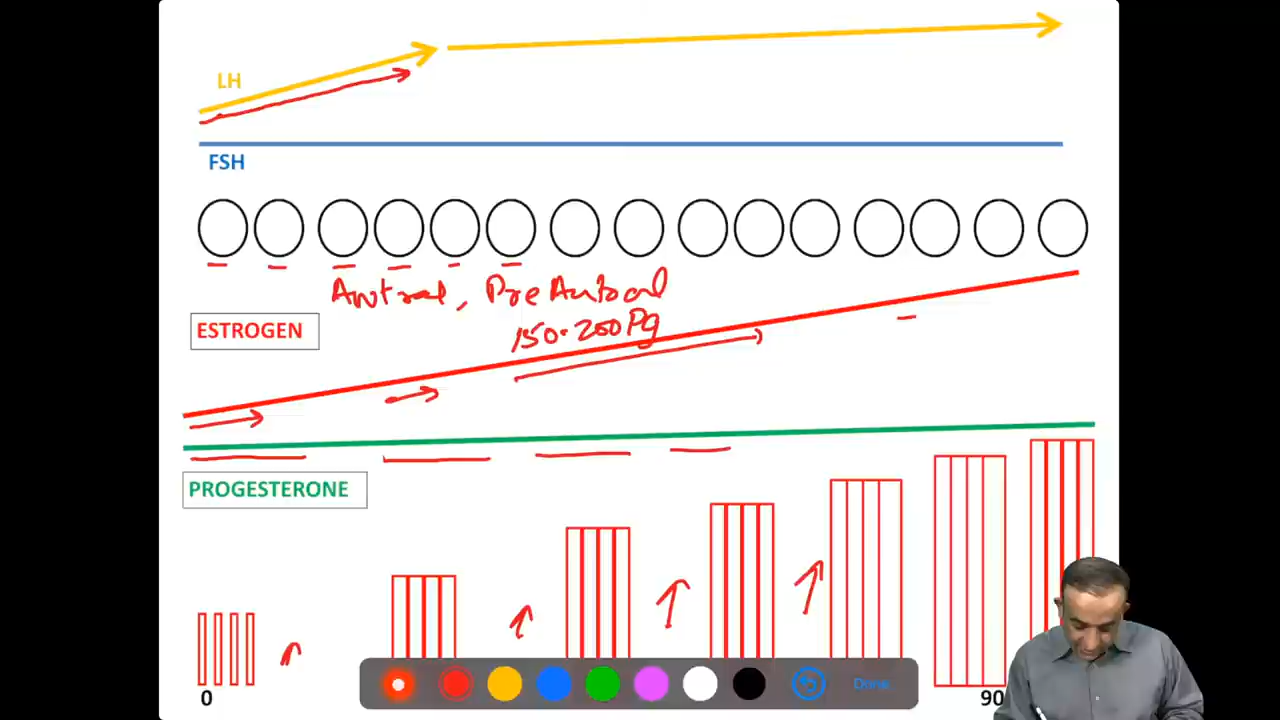 LH
FSH
Antral, PreAntral
150-200Pg
ESTROGEN
PROGESTERONE
Done
0 90